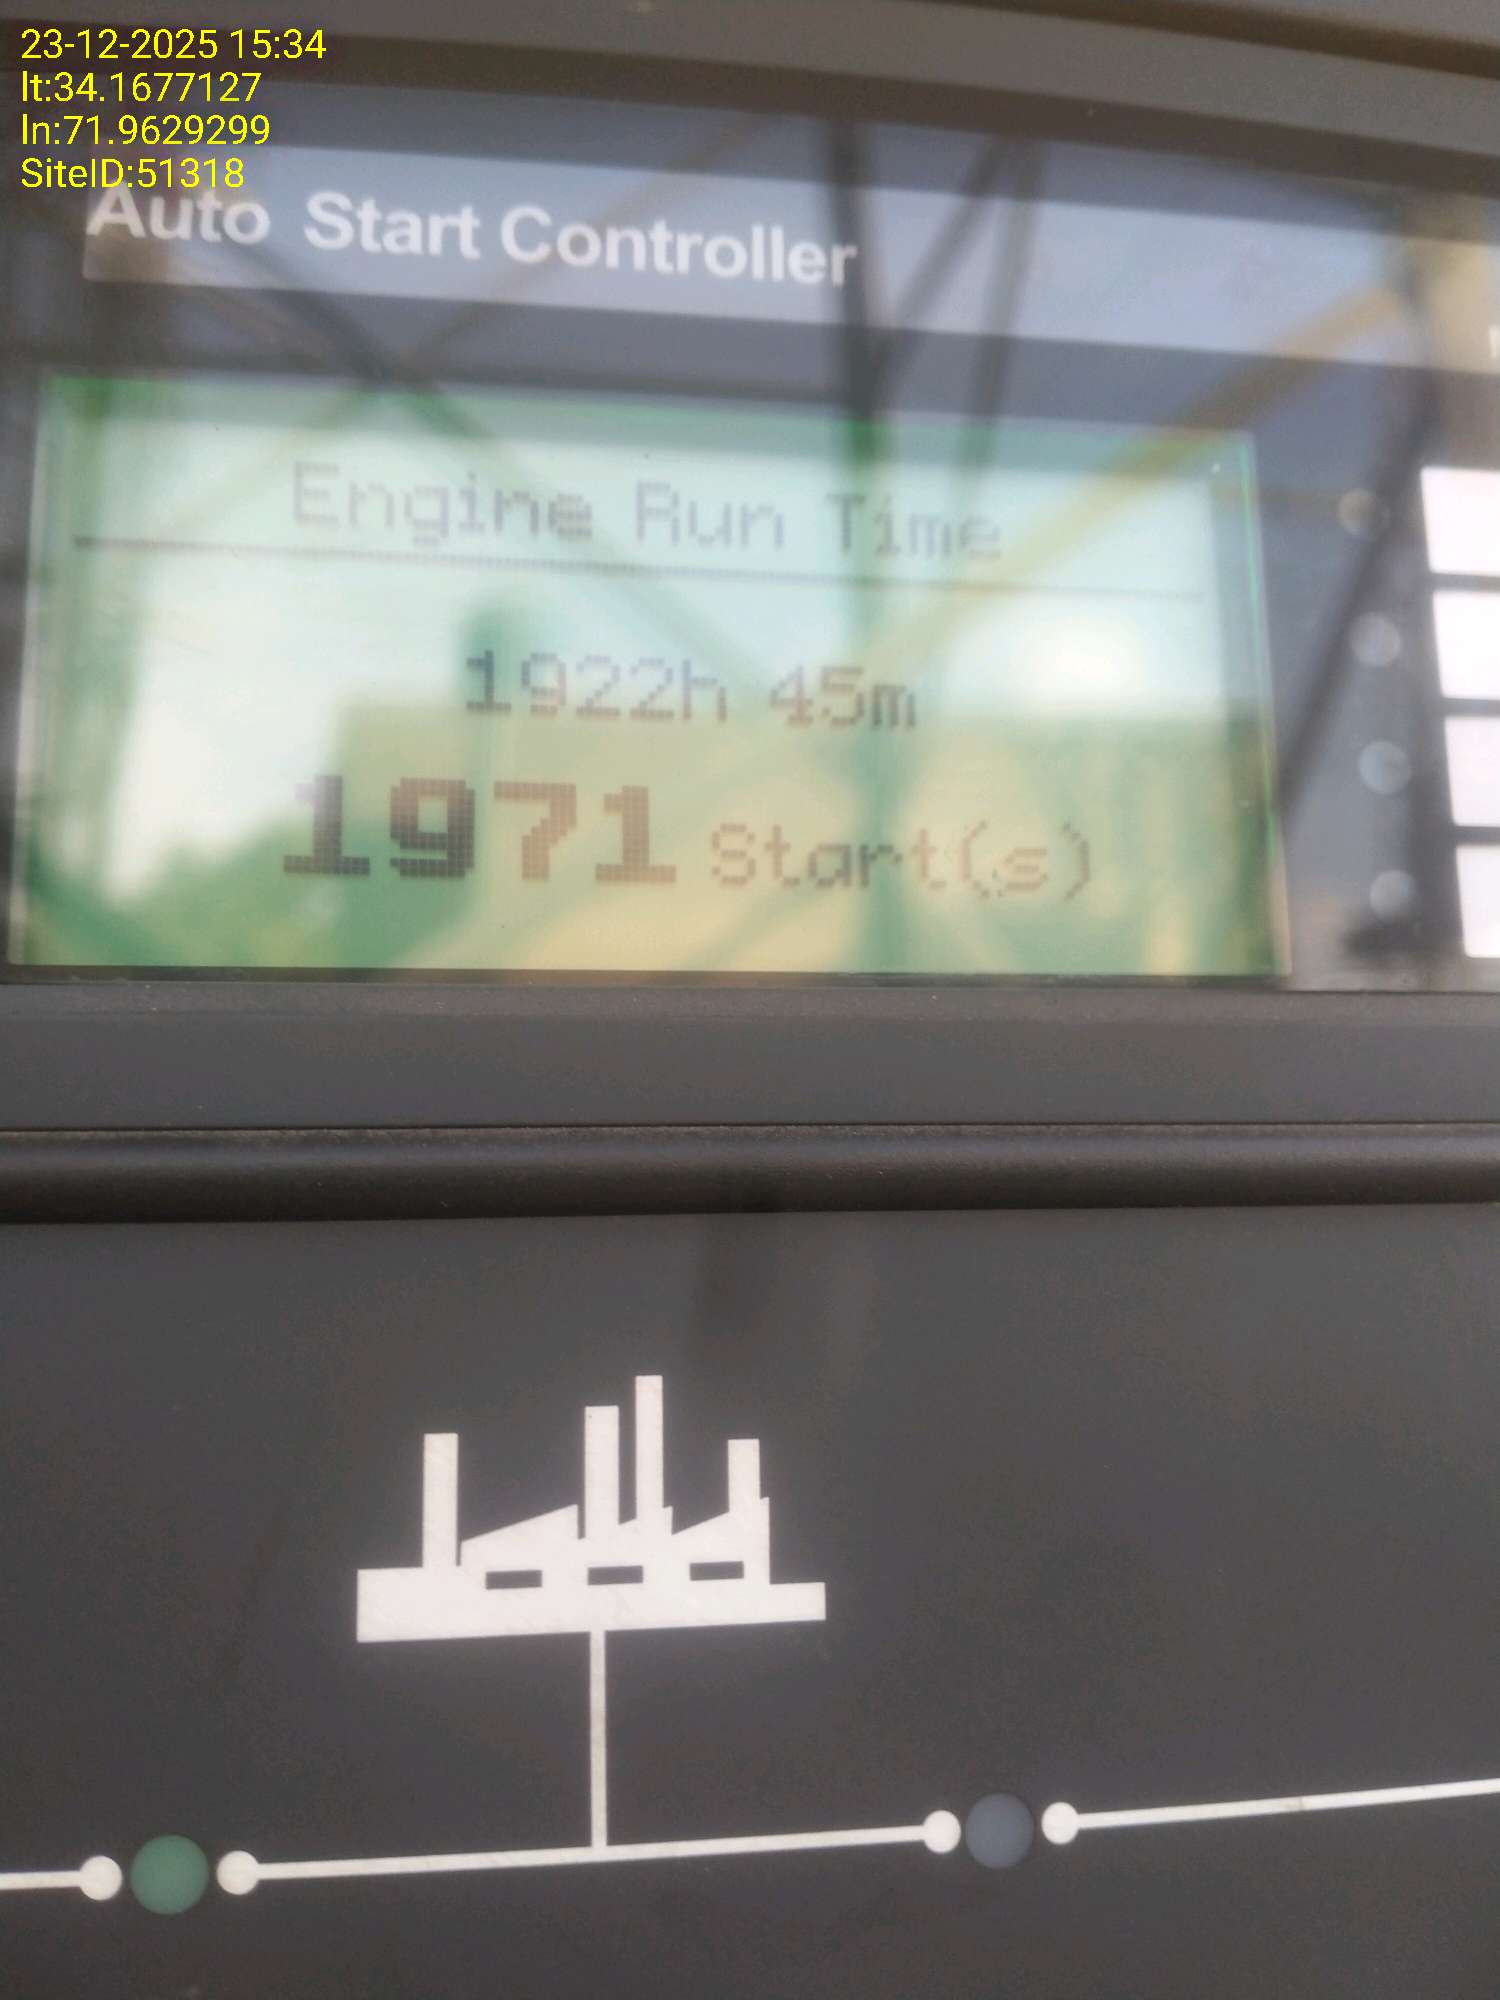 23-12-2025 15:34
lt:34.1677127
ln:71.9629299
SiteID:51318
Auto Start Controller
Engine Run Time
1922h 45m
1971 Start(s)